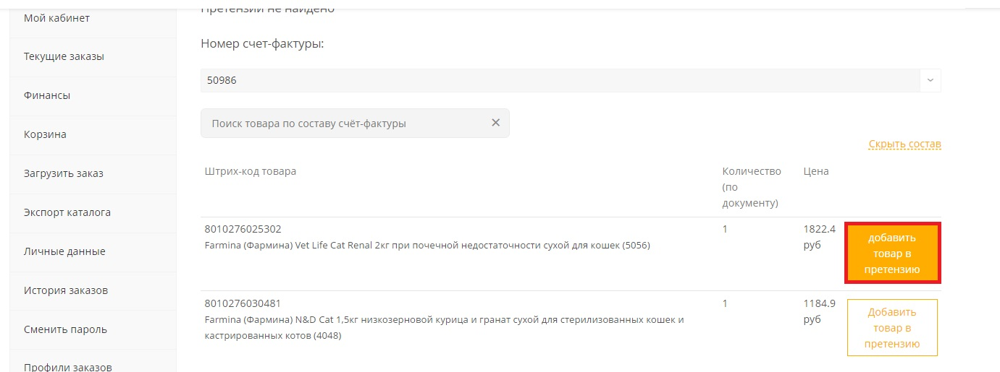 Претензий не найдено
Мой кабинет
Текущие заказы
Финансы
Корзина
Загрузить заказ
Экспорт каталога
Личные данные
История заказов
Сменить пароль
Профили заказов
Номер счет-фактуры:
50986
Поиск товара по составу счёт-фактуры
Скрыть состав
Штрих-код товара
Количество
(по
документу)
Цена
8010276025302
Farmina (Фармина) Vet Life Cat Renal 2кг при почечной недостаточности сухой для кошек (5056)
1
1822.4
руб
добавить
товар в
претензию
8010276030481
Farmina (Фармина) N&D Cat 1,5кг низкозерновой курица и гранат сухой для стерилизованных кошек и
кастрированных котов (4048)
1
1184.9
руб
Добавить
товар в
претензию